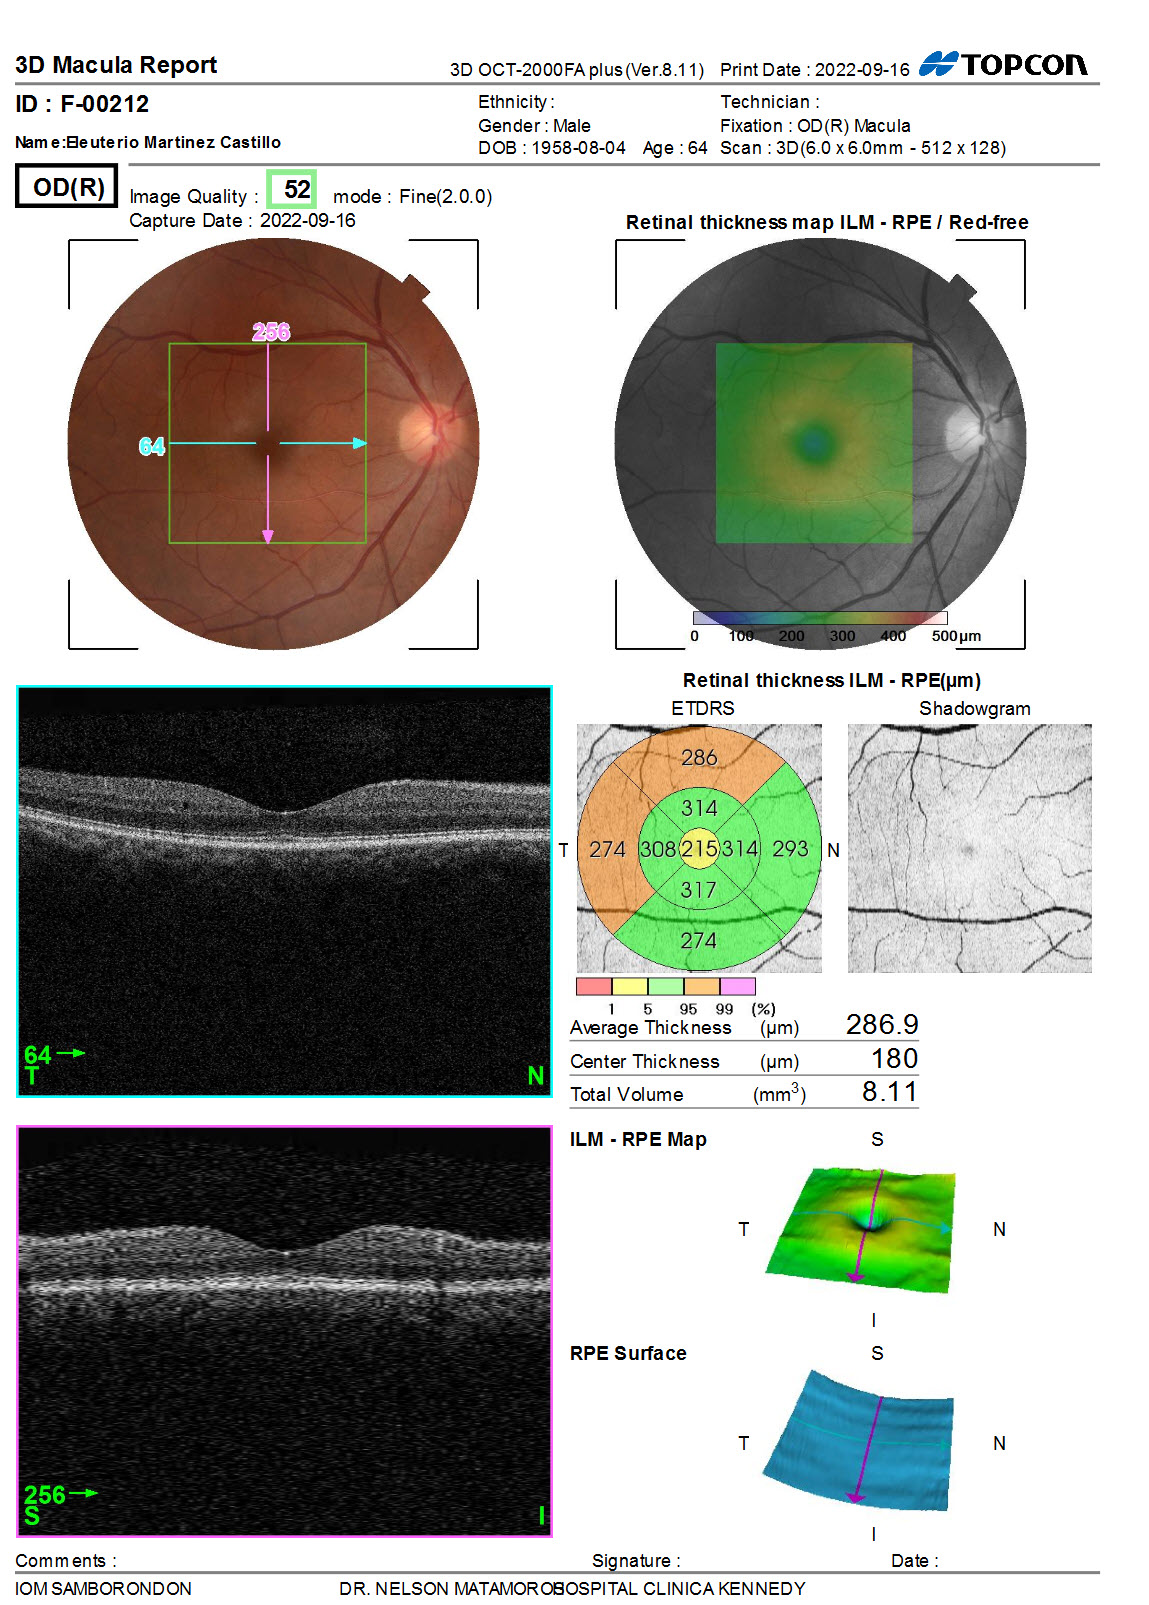 3D Macula Report
3D OCT-2000FA plus(Ver.8.11) Print Date : 2022-09-16 TOPCON
ID : F-00212
Ethnicity :
Technician :
Gender : Male
Fixation : OD(R) Macula
Name:Eleuterio Martinez Castillo
DOB : 1958-08-04 Age : 64 Scan : 3D(6.0 x 6.0mm - 512 x 128)
OD(R)
Image Quality : 52 mode : Fine(2.0.0)
Capture Date : 2022-09-16
Retinal thickness map ILM - RPE / Red-free
256
64
0 100 200 300 400 500µm
Retinal thickness ILM - RPE(µm)
ETDRS
Shadowgram
286
314
T 274 308 215 314 293 N
317
274
1 5 95 99 (%)
Average Thickness (µm) 286.9
Center Thickness (µm) 180
Total Volume (mm3) 8.11
64
T N
ILM - RPE Map
S
T N
I
RPE Surface
S
T N
I
256
S I
Comments :
Signature :
Date :
IOM SAMBORONDON
DR. NELSON MATAMOROS
HOSPITAL CLINICA KENNEDY